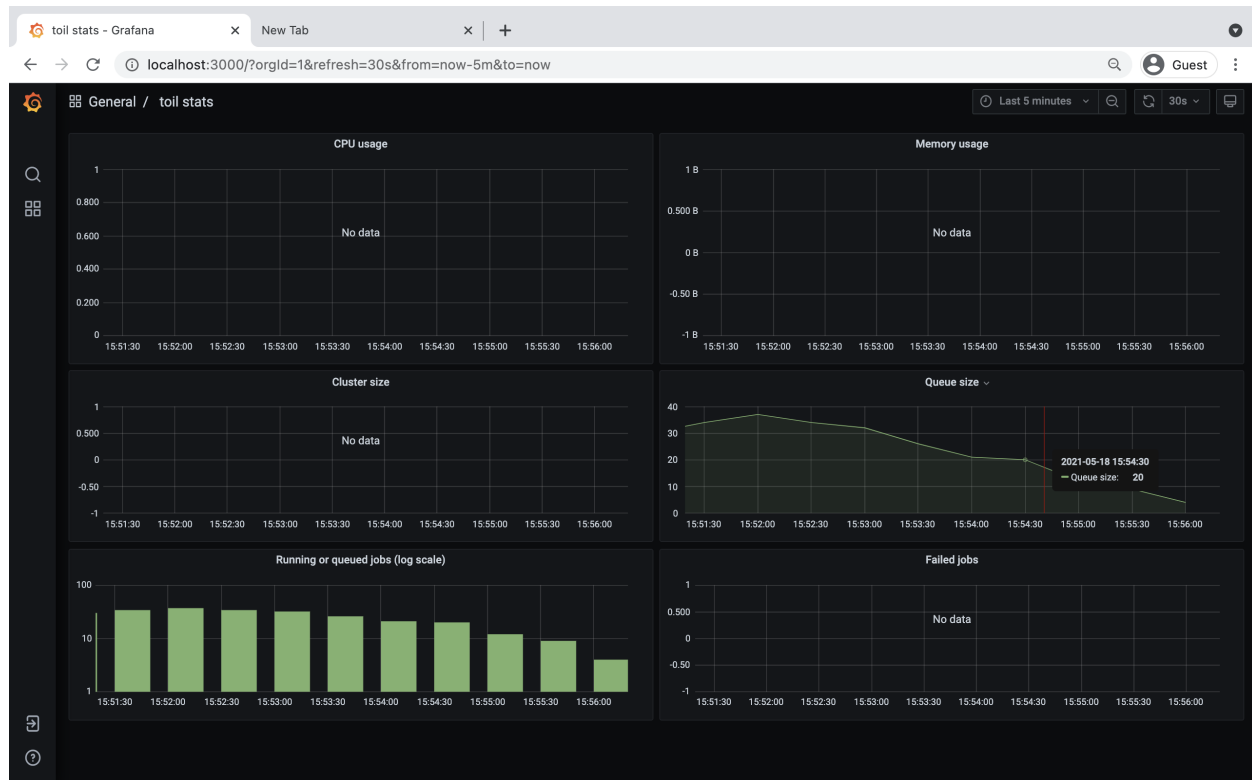 toil stats - Grafana
New Tab
localhost:3000/?orgId=1&refresh=30s&from=now-5m&to=now
Guest
General / toil stats
Last 5 minutes
30s
CPU usage
1
0.800
0.600
0.400
0.200
0
No data
15:51:30 15:52:00 15:52:30 15:53:00 15:53:30 15:54:00 15:54:30 15:55:00 15:55:30 15:56:00
Memory usage
1 B
0.500 B
0 B
-0.50 B
-1 B
No data
15:51:30 15:52:00 15:52:30 15:53:00 15:53:30 15:54:00 15:54:30 15:55:00 15:55:30 15:56:00
Cluster size
1
0.500
0
-0.50
-1
No data
15:51:30 15:52:00 15:52:30 15:53:00 15:53:30 15:54:00 15:54:30 15:55:00 15:55:30 15:56:00
Queue size
40
30
20
10
0
2021-05-18 15:54:30
Queue size: 20
15:51:30 15:52:00 15:52:30 15:53:00 15:53:30 15:54:00 15:54:30 15:55:00 15:55:30 15:56:00
Running or queued jobs (log scale)
100
10
1
15:51:30 15:52:00 15:52:30 15:53:00 15:53:30 15:54:00 15:54:30 15:55:00 15:55:30 15:56:00
Failed jobs
1
0.500
0
-0.50
-1
No data
15:51:30 15:52:00 15:52:30 15:53:00 15:53:30 15:54:00 15:54:30 15:55:00 15:55:30 15:56:00